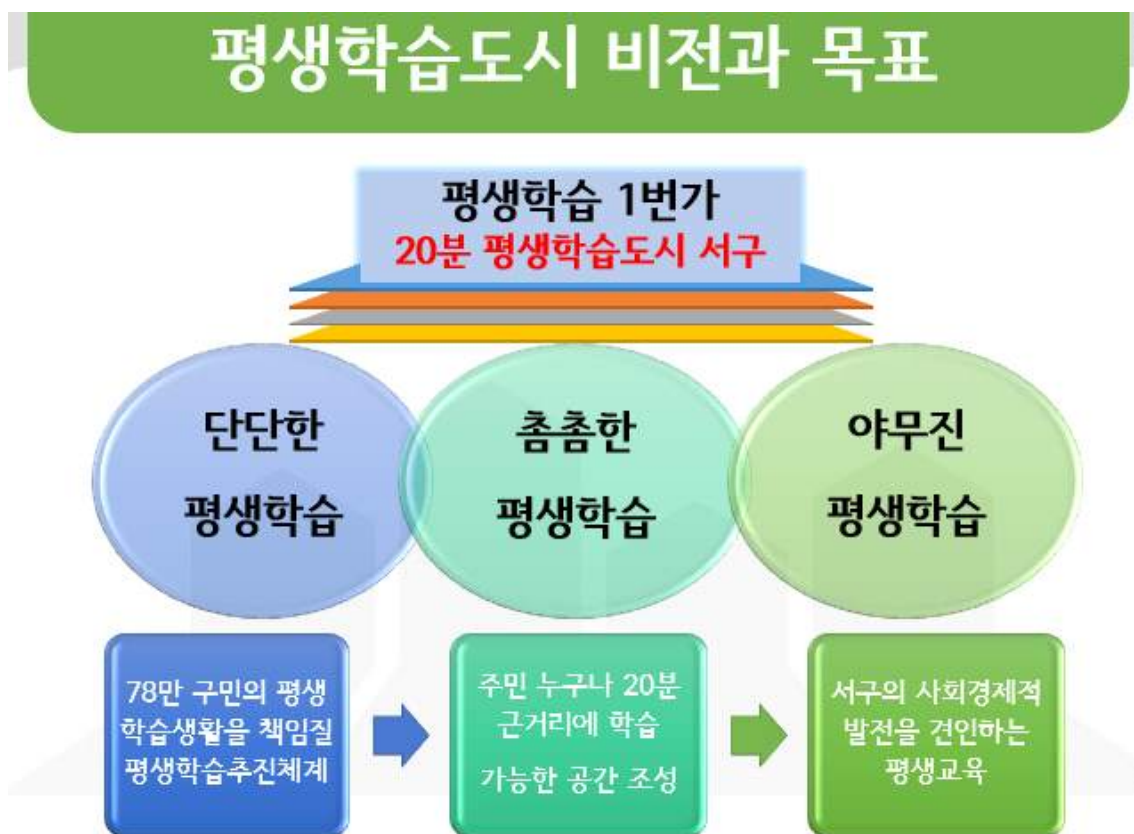 평생학습도시 비전과 목표
평생학습 1번가
20분 평생학습도시 서구
단단한
평생학습
촘촘한
평생학습
야무진
평생학습
78만 구민의 평생
학습생활을 책임질
평생학습추진체계
주민 누구나 20분
근거리에 학습
가능한 공간 조성
서구의 사회경제적
발전을 견인하는
평생교육